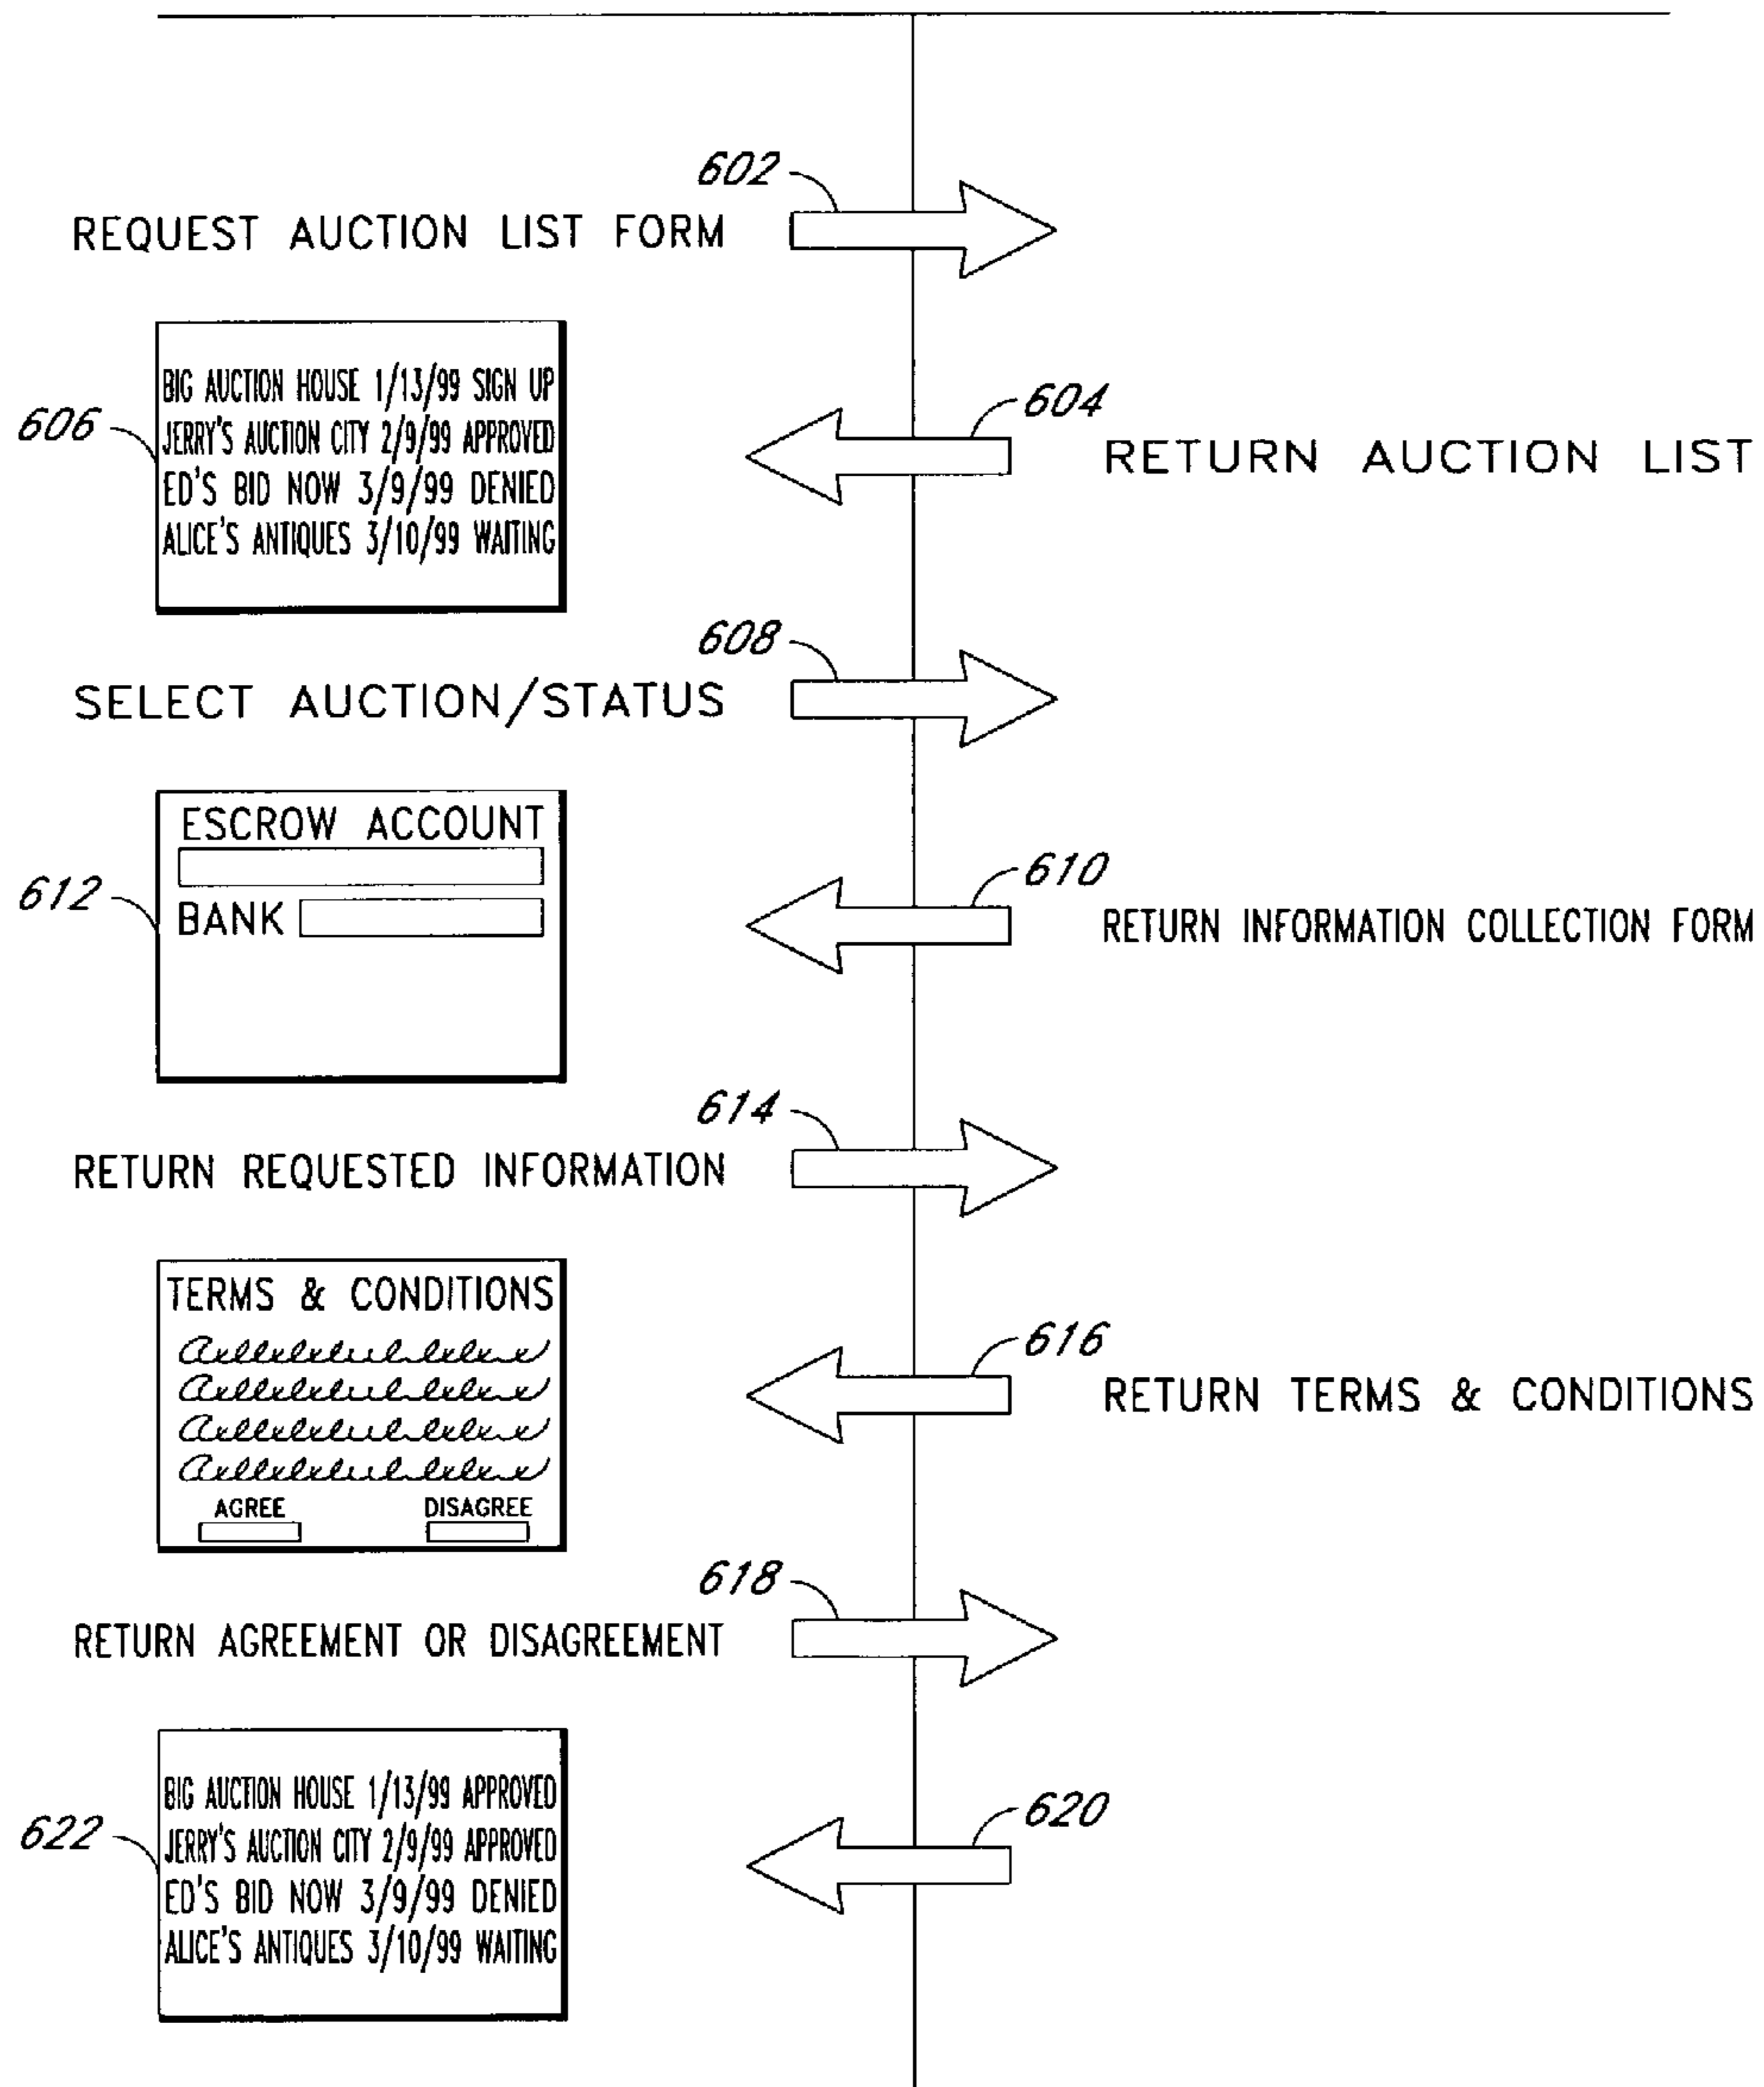 602
REQUEST AUCTION LIST FORM
BIG AUCTION HOUSE 1/13/99 SIGN UP
JERRY'S AUCTION CITY 2/9/99 APPROVED
ED'S BID NOW 3/9/99 DENIED
ALICE'S ANTIQUES 3/10/99 WAITING
606
604
RETURN AUCTION LIST
608
SELECT AUCTION/STATUS
ESCROW ACCOUNT
BANK
612
610
RETURN INFORMATION COLLECTION FORM
614
RETURN REQUESTED INFORMATION
TERMS & CONDITIONS
AGREE DISAGREE
616
RETURN TERMS & CONDITIONS
618
RETURN AGREEMENT OR DISAGREEMENT
BIG AUCTION HOUSE 1/13/99 APPROVED
JERRY'S AUCTION CITY 2/9/99 APPROVED
ED'S BID NOW 3/9/99 DENIED
ALICE'S ANTIQUES 3/10/99 WAITING
622
620